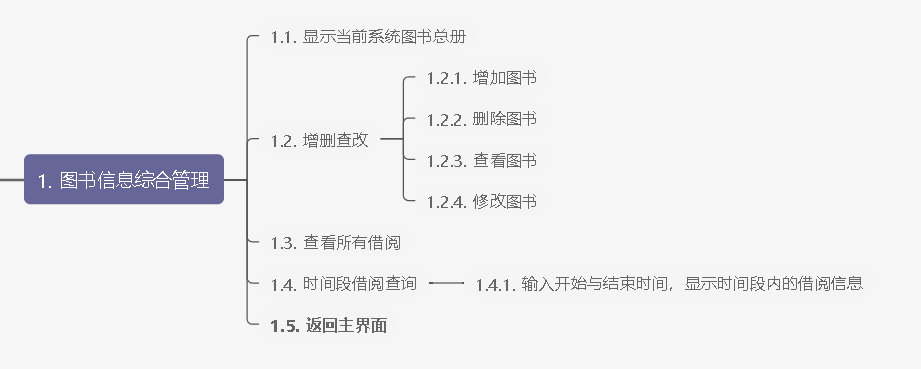 1.1. 显示当前系统图书总册
1.2.1. 增加图书
1.2.2. 删除图书
1.2. 增删查改
1.2.3. 查看图书
1. 图书信息综合管理
1.2.4. 修改图书
1.3. 查看所有借阅
1.4. 时间段借阅查询
1.4.1. 输入开始与结束时间，显示时间段内的借阅信息
1.5. 返回主界面